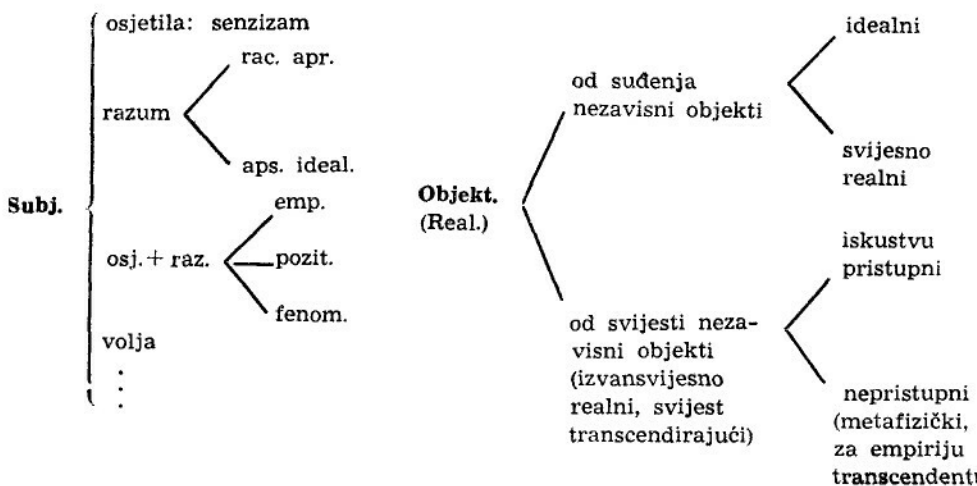 osjetila: senzizam
rac. apr.
razum
aps. ideal.
Subj.
emp.
osj. + raz.
pozit.
fenom.
volja
Objekt.
(Real.)
od suđenja
nezavisni objekti
idealni
svijesno
realni
od svijesti neza-
visni objekti
(izvansvijesno
realni, svijest
transcendirajući)
iskustvu
pristupni
nepristupni
(metafizički,
za empiriju